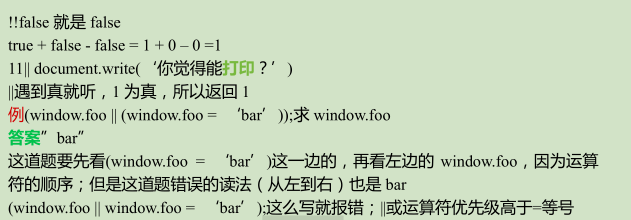 !!false 就是 false
true + false - false = 1 + 0 – 0 =1
11|| document.write(‘你觉得能打印？’)
||遇到真就听，1 为真，所以返回 1
例(window.foo || (window.foo = ‘bar’));求 window.foo
答案”bar”
这道题要先看(window.foo = ‘bar’)这一边的，再看左边的 window.foo，因为运算
符的顺序；但是这道题错误的读法（从左到右）也是 bar
(window.foo || window.foo = ‘bar’);这么写就报错；||或运算符优先级高于=等号